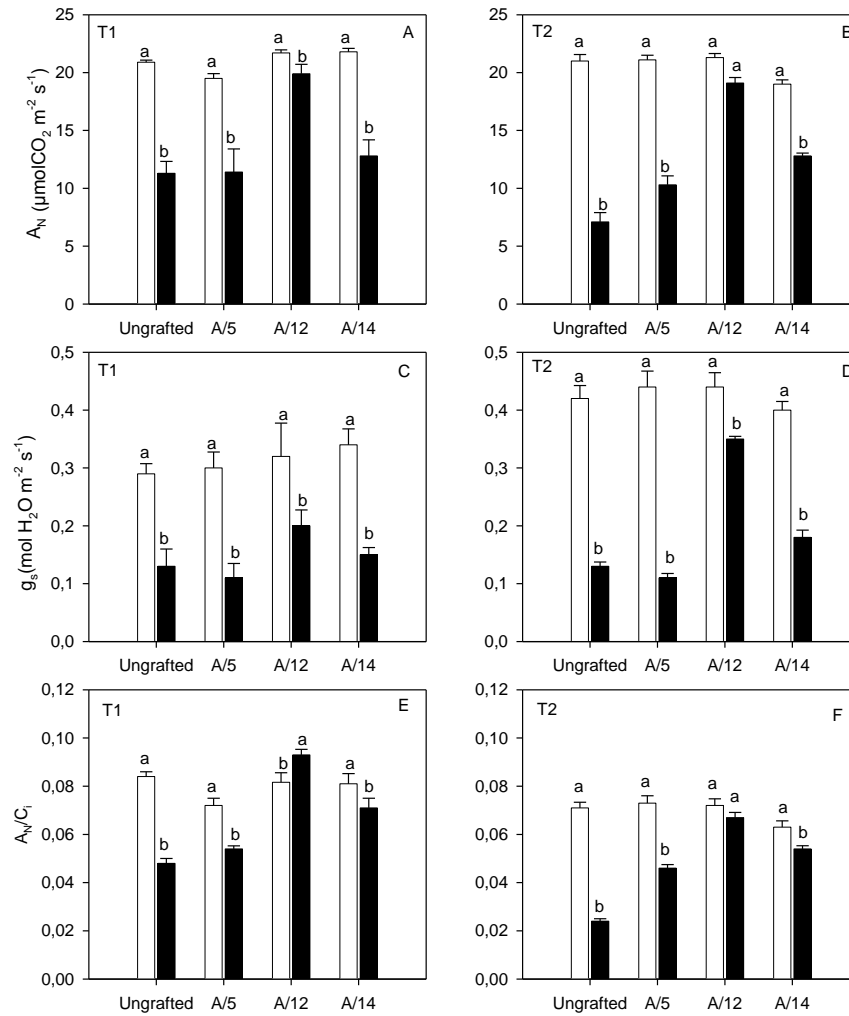 T1 A
a a a b a
b b b
25
20
15
10
5
0
A_N (µmolCO₂ m⁻² s⁻¹)
Ungrafted A/5 A/12 A/14
T2 B
a a a a a
b b b
25
20
15
10
5
0
Ungrafted A/5 A/12 A/14
T1 C
a a a a
b b b b
0,5
0,4
0,3
0,2
0,1
0,0
g_s(mol H₂O m⁻² s⁻¹)
Ungrafted A/5 A/12 A/14
T2 D
a a a a
b b b b
0,5
0,4
0,3
0,2
0,1
0,0
Ungrafted A/5 A/12 A/14
T1 E
a a b a a
b b b
0,12
0,10
0,08
0,06
0,04
0,02
0,00
A_N/C_i
Ungrafted A/5 A/12 A/14
T2 F
a a a a a
b b b
0,12
0,10
0,08
0,06
0,04
0,02
0,00
Ungrafted A/5 A/12 A/14